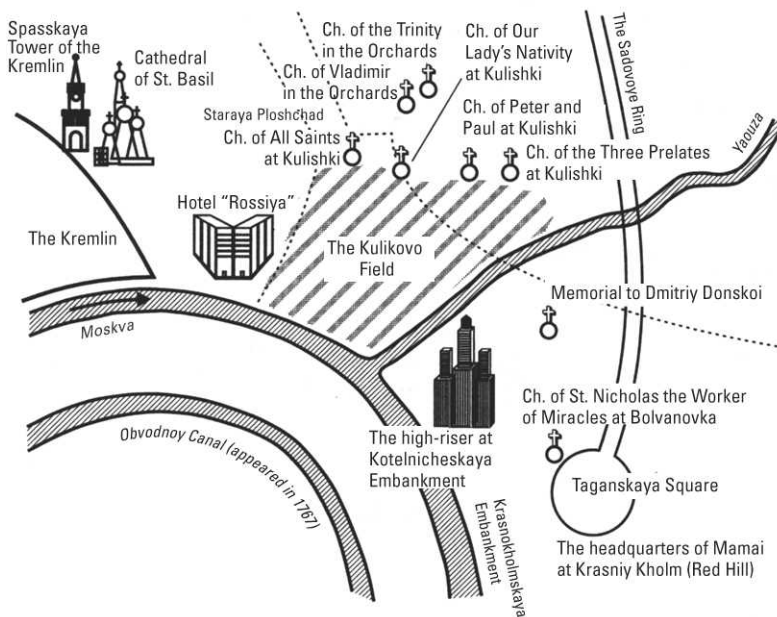 Spasskaya
Tower of the
Kremlin
Cathedral
of St. Basil
Ch. of the Trinity
in the Orchards
Ch. of Vladimir
in the Orchards
Ch. of Our
Lady's Nativity
at Kulishki
The Sadovoye Ring
Staraya Ploshchad
Ch. of All Saints
at Kulishki
Ch. of Peter and
Paul at Kulishki
Ch. of the Three Prelates
at Kulishki
Yaouza
Hotel "Rossiya"
The Kremlin
The Kulikovo
Field
Memorial to Dmitriy Donskoi
Moskva
Obvodnoy Canal (appeared in 1767)
The high-riser at
Kotelnicheskaya
Embankment
Krasnokholmskaya
Embankment
Ch. of St. Nicholas the Worker
of Miracles at Bolvanovka
Taganskaya Square
The headquarters of Mamai
at Krasniy Kholm (Red Hill)